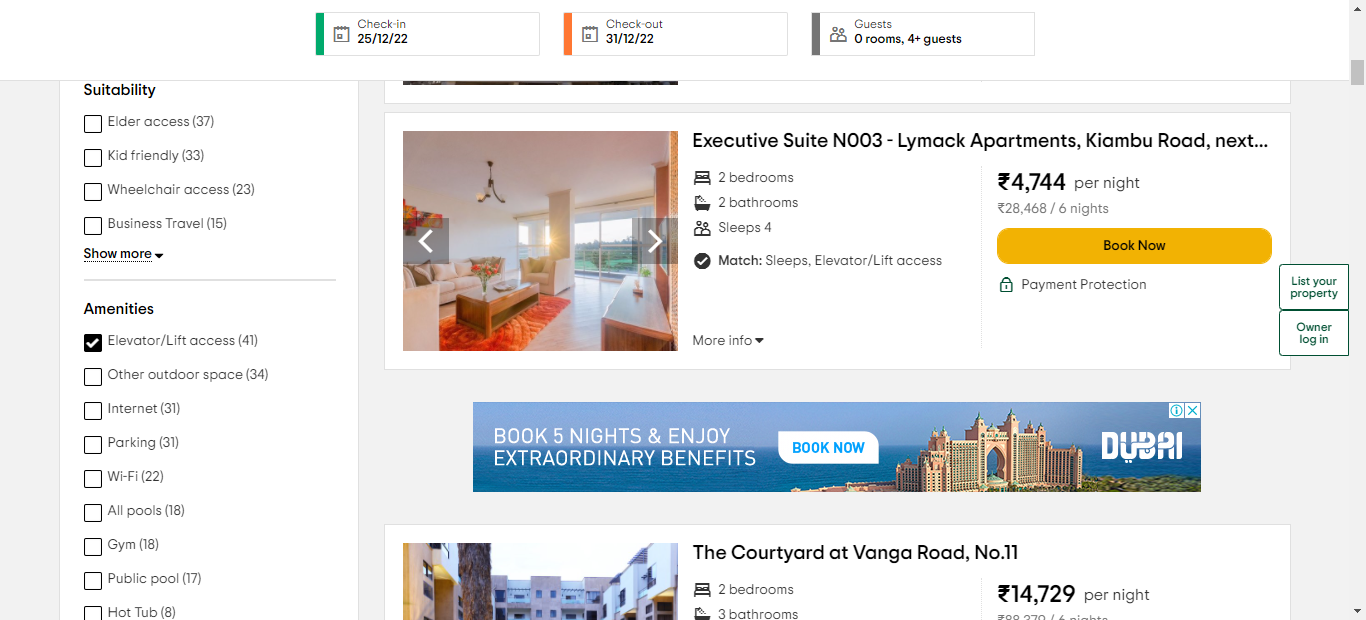 Check-in
25/12/22
Check-out
31/12/22
Guests
0 rooms, 4+ guests
Suitability
Elder access (37)
Kid friendly (33)
Wheelchair access (23)
Business Travel (15)
Show more
Amenities
Elevator/Lift access (41)
Other outdoor space (34)
Internet (31)
Parking (31)
Wi-Fi (22)
All pools (18)
Gym (18)
Public pool (17)
Hot Tub (8)
Executive Suite N003 - Lymack Apartments, Kiambu Road, next...
2 bedrooms
2 bathrooms
Sleeps 4
Match: Sleeps, Elevator/Lift access
More info
₹4,744 per night
₹28,468 / 6 nights
Book Now
Payment Protection
List your
property
Owner
log in
BOOK 5 NIGHTS & ENJOY
EXTRAORDINARY BENEFITS
BOOK NOW
DUBAI
The Courtyard at Vanga Road, No.11
2 bedrooms
3 bathrooms
₹14,729 per night
₹88,379 / 6 nights